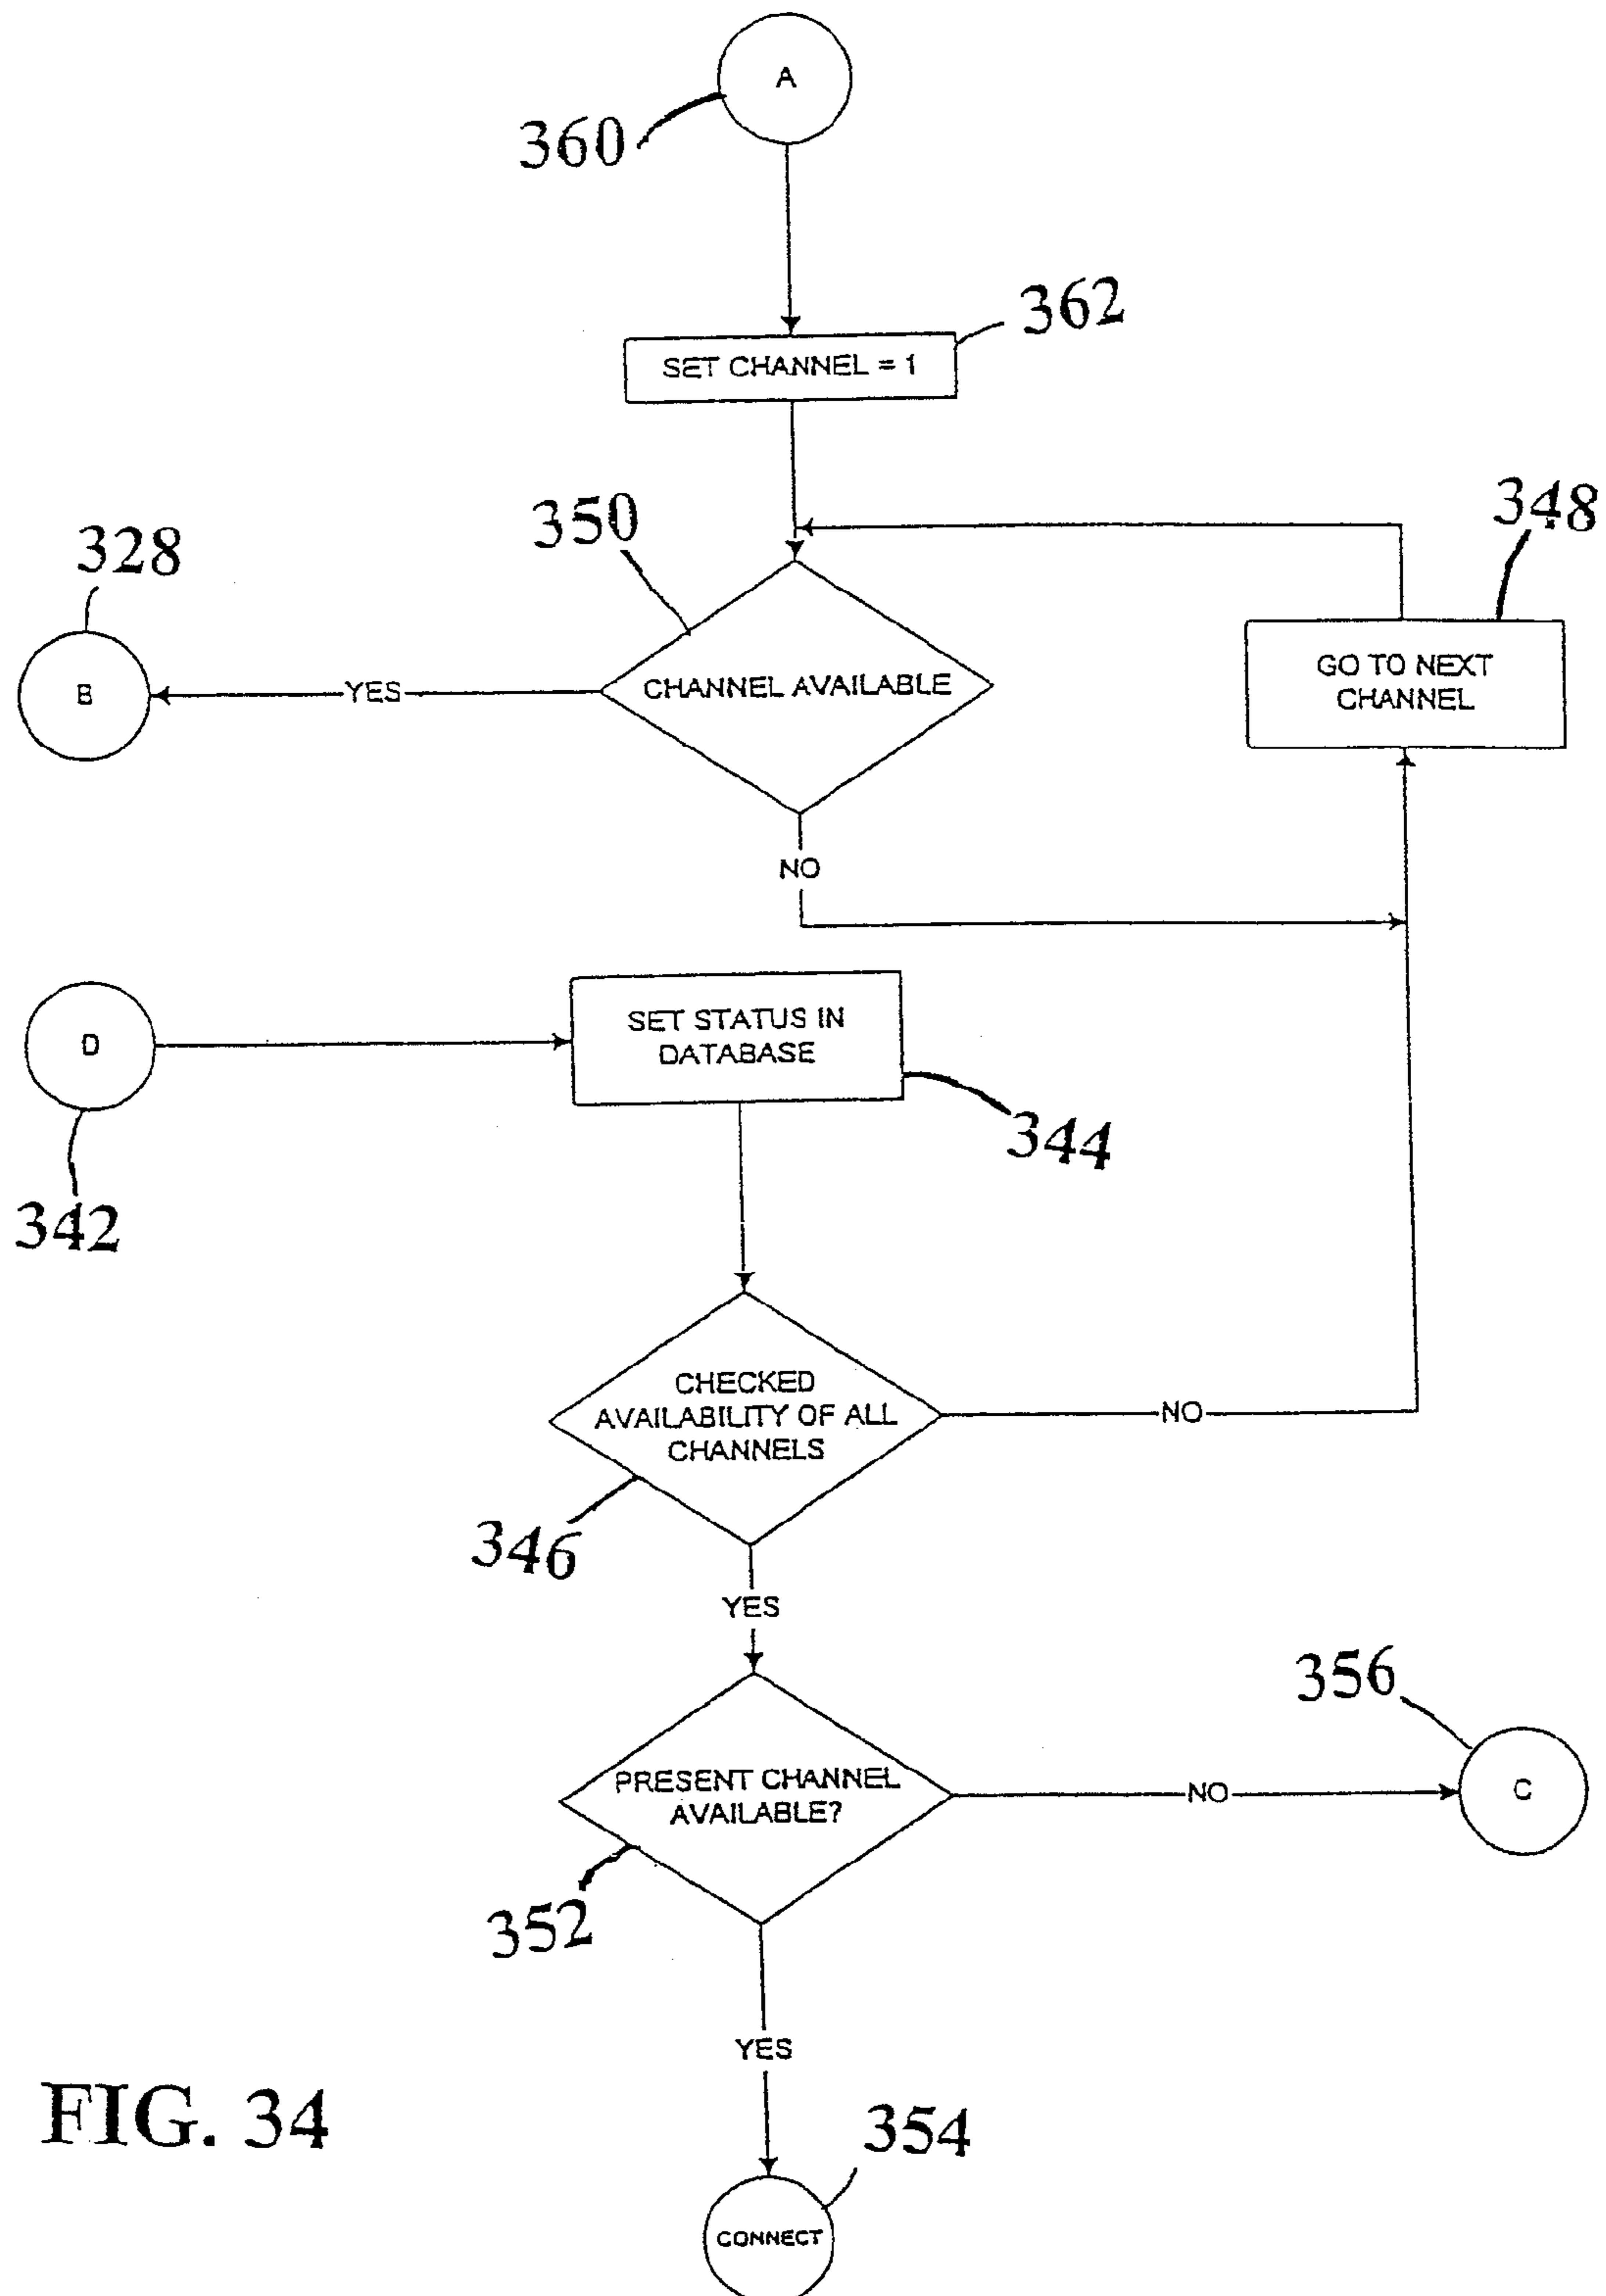 A
360
362
SET CHANNEL = 1
350
348
328
GO TO NEXT
CHANNEL
B
YES
CHANNEL AVAILABLE
NO
D
SET STATUS IN
DATABASE
344
342
CHECKED
AVAILABILITY OF ALL
CHANNELS
NO
346
YES
356
PRESENT CHANNEL
AVAILABLE?
NO
C
352
YES
FIG. 34
354
CONNECT